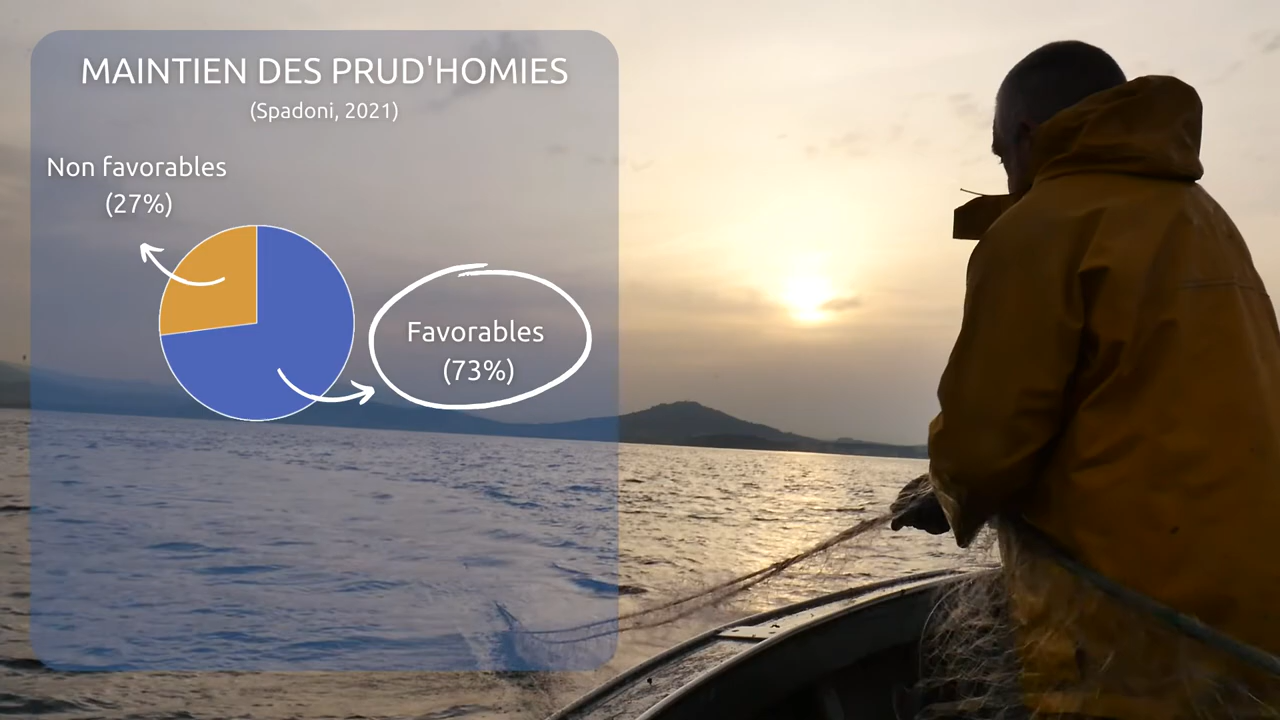 MAINTIEN DES PRUD'HOMIES
(Spadoni, 2021)
Non favorables
(27%)
Favorables
(73%)